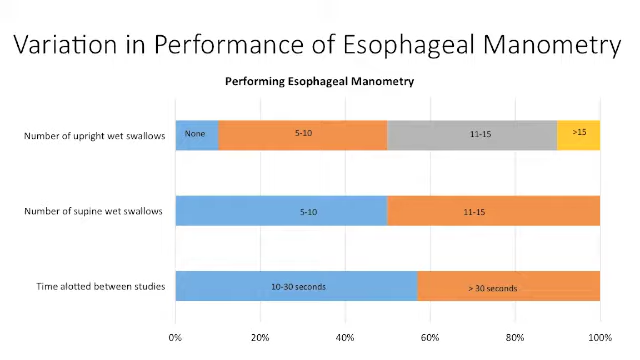 Variation in Performance of Esophageal Manometry
Performing Esophageal Manometry
Number of upright wet swallows
None
5-10
11-15
>15
Number of supine wet swallows
5-10
11-15
Time alotted between studies
10-30 seconds
> 30 seconds
0%
20%
40%
60%
80%
100%